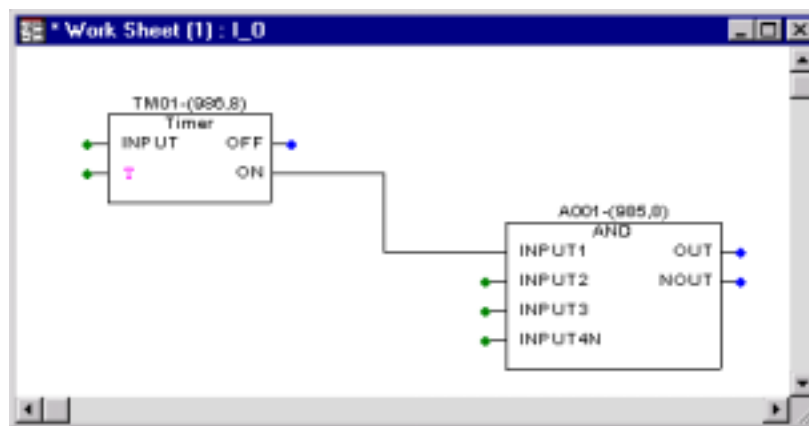 * Work Sheet (1) : I_0
TM01-(986,8)
Timer
INPUT OFF
T ON
A001-(985,8)
AND
INPUT1 OUT
INPUT2 NOUT
INPUT3
INPUT4N